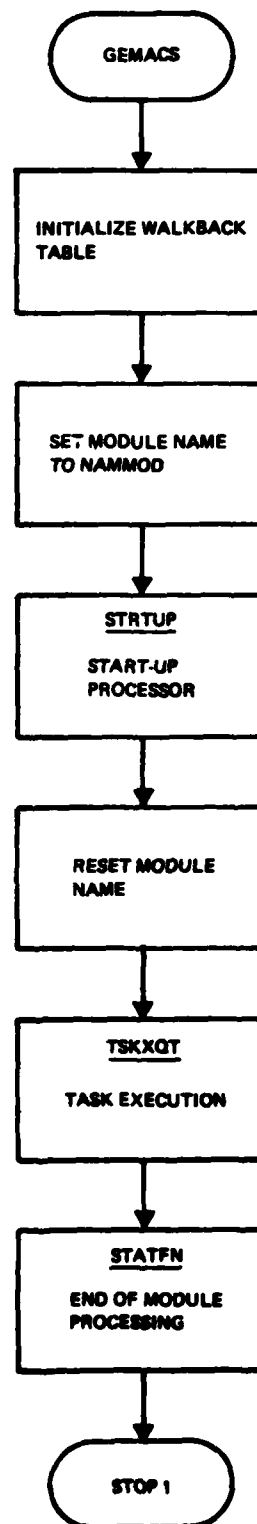 GEMACS
INITIALIZE WALKBACK
TABLE
SET MODULE NAME
TO NAMMOD
STRTUP
START-UP
PROCESSOR
RESET MODULE
NAME
TSKXQT
TASK EXECUTION
STATFN
END OF MODULE
PROCESSING
STOP 1